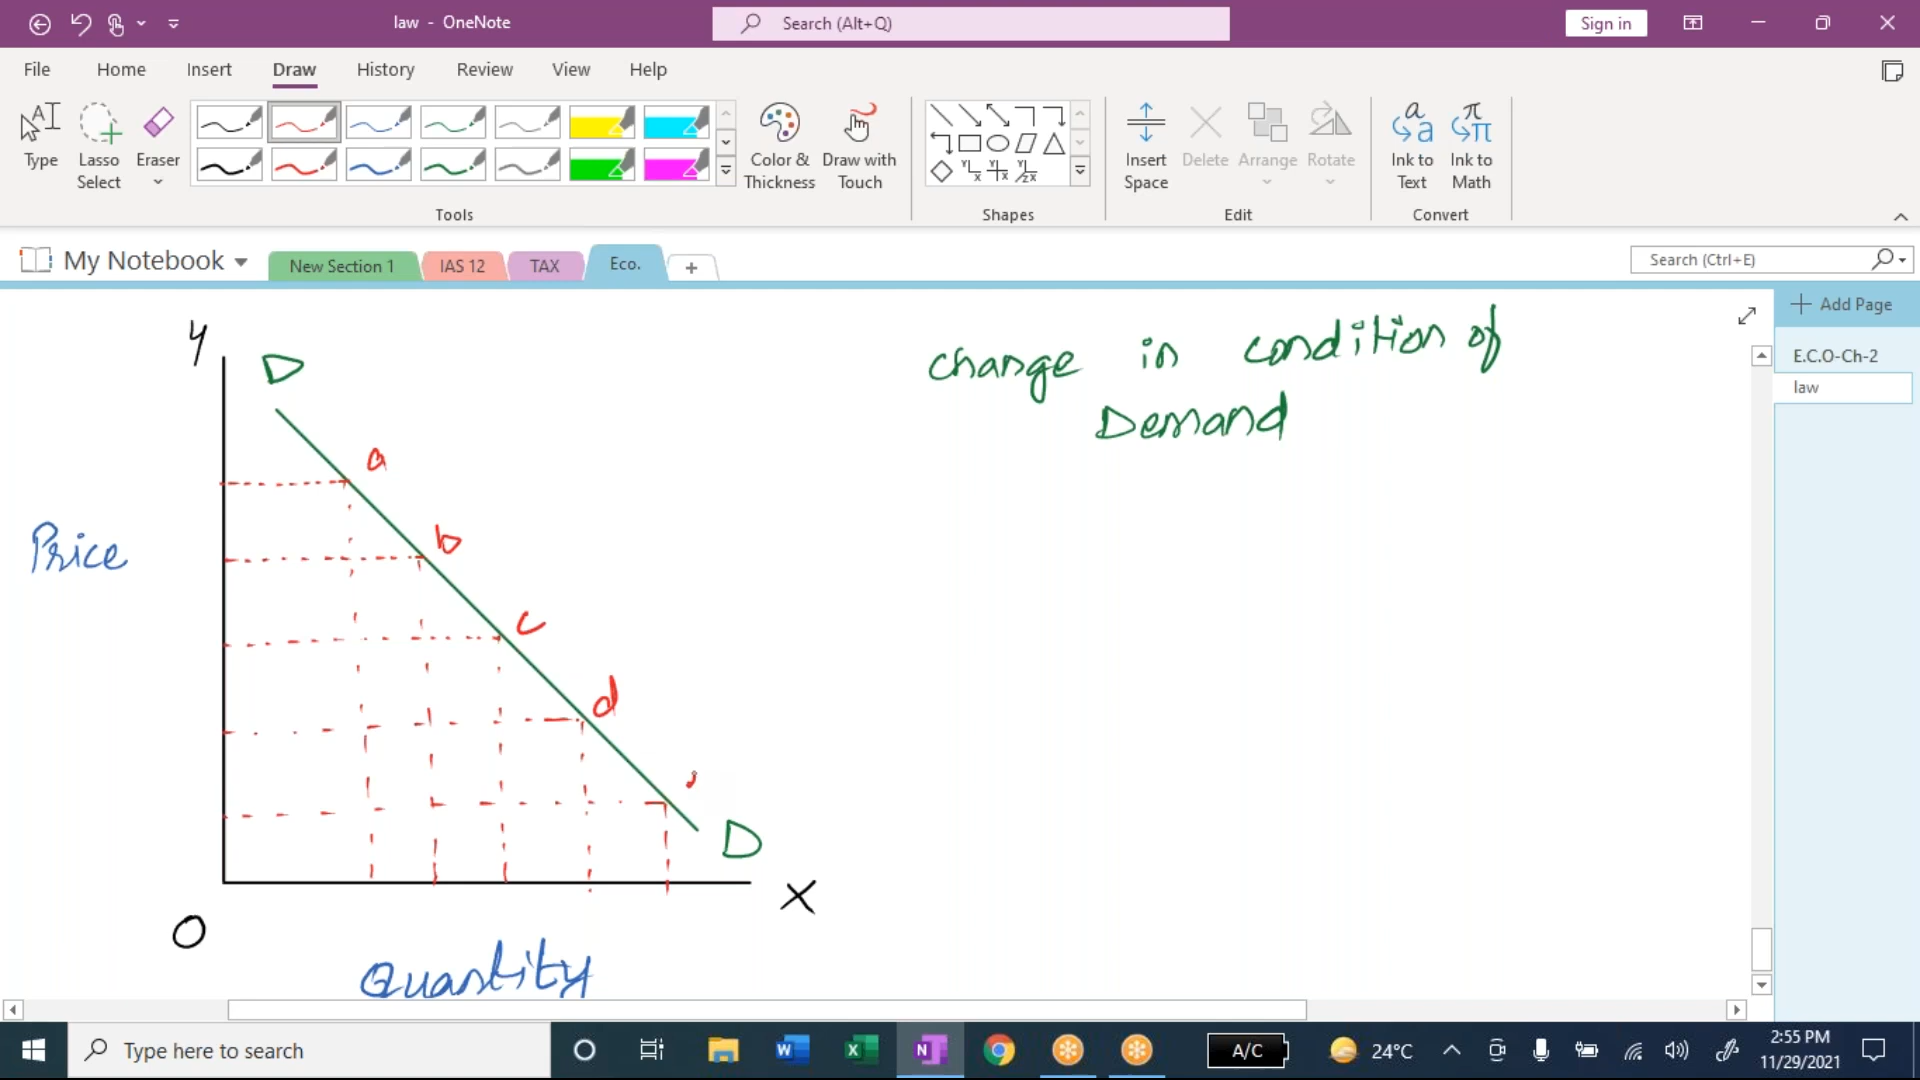 law - OneNote
Search (Alt+Q)
Sign in
File Home Insert Draw History Review View Help
Type
Lasso Select
Eraser
Color & Thickness
Draw with Touch
Insert Space
Delete
Arrange
Rotate
Ink to Text
Ink to Math
Tools
Shapes
Edit
Convert
My Notebook
New Section 1
IAS 12
TAX
Eco.
Search (Ctrl+E)
Add Page
E.C.O-Ch-2
law
change in condition of
Demand
Y
D
a
b
Price
c
d
D
X
O
Quantity
Type here to search
A/C
24°C
2:55 PM
11/29/2021